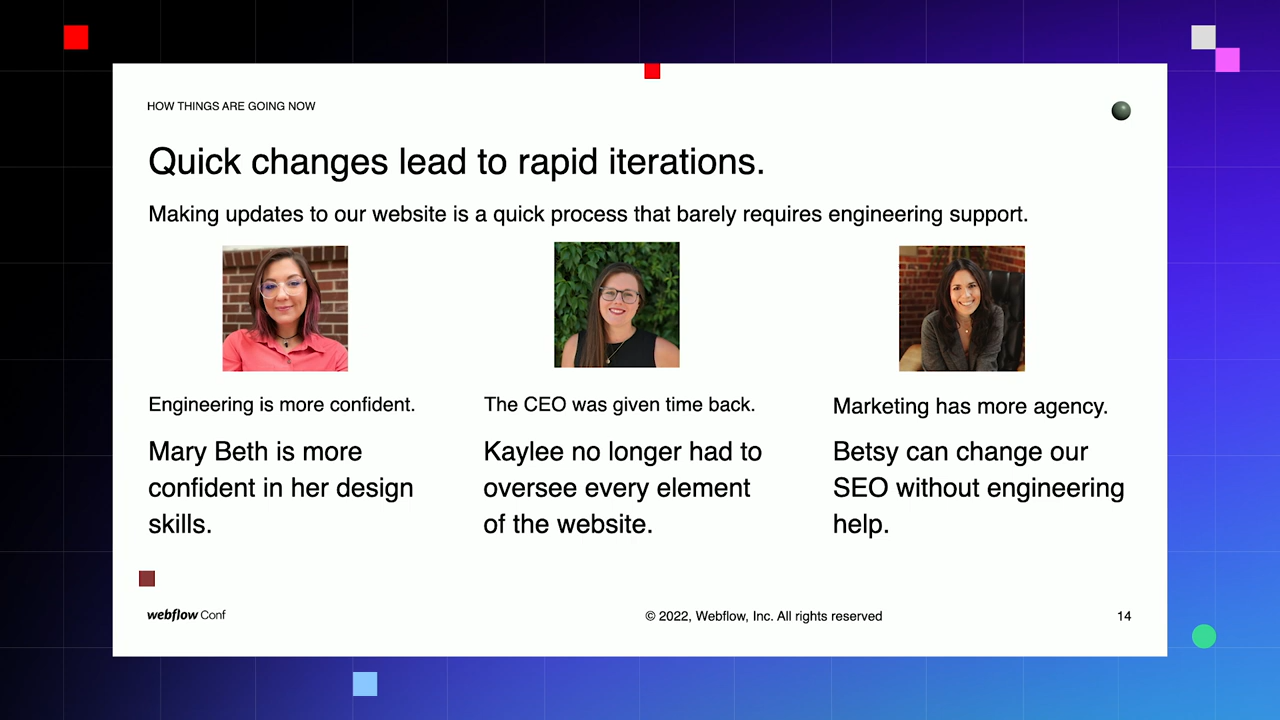 HOW THINGS ARE GOING NOW
Quick changes lead to rapid iterations.
Making updates to our website is a quick process that barely requires engineering support.
Engineering is more confident.
Mary Beth is more
confident in her design
skills.
The CEO was given time back.
Kaylee no longer had to
oversee every element
of the website.
Marketing has more agency.
Betsy can change our
SEO without engineering
help.
webflow Conf
© 2022, Webflow, Inc. All rights reserved
14